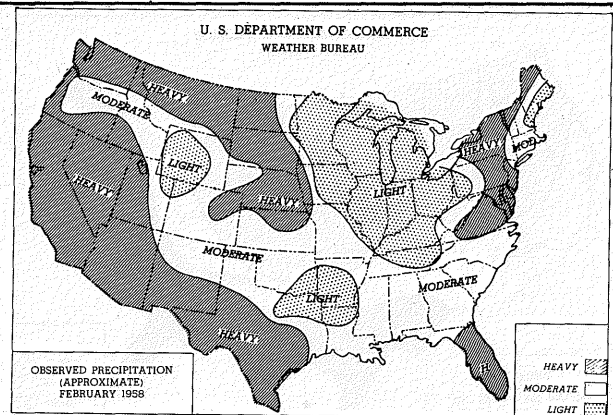 U. S. DEPARTMENT OF COMMERCE
WEATHER BUREAU
HEAVY
MODERATE
LIGHT
HEAVY
MOD.
HEAVY
LIGHT
HEAVY
MODERATE
LIGHT
MODERATE
HEAVY
H.
OBSERVED PRECIPITATION
(APPROXIMATE)
FEBRUARY 1958
HEAVY
MODERATE
LIGHT